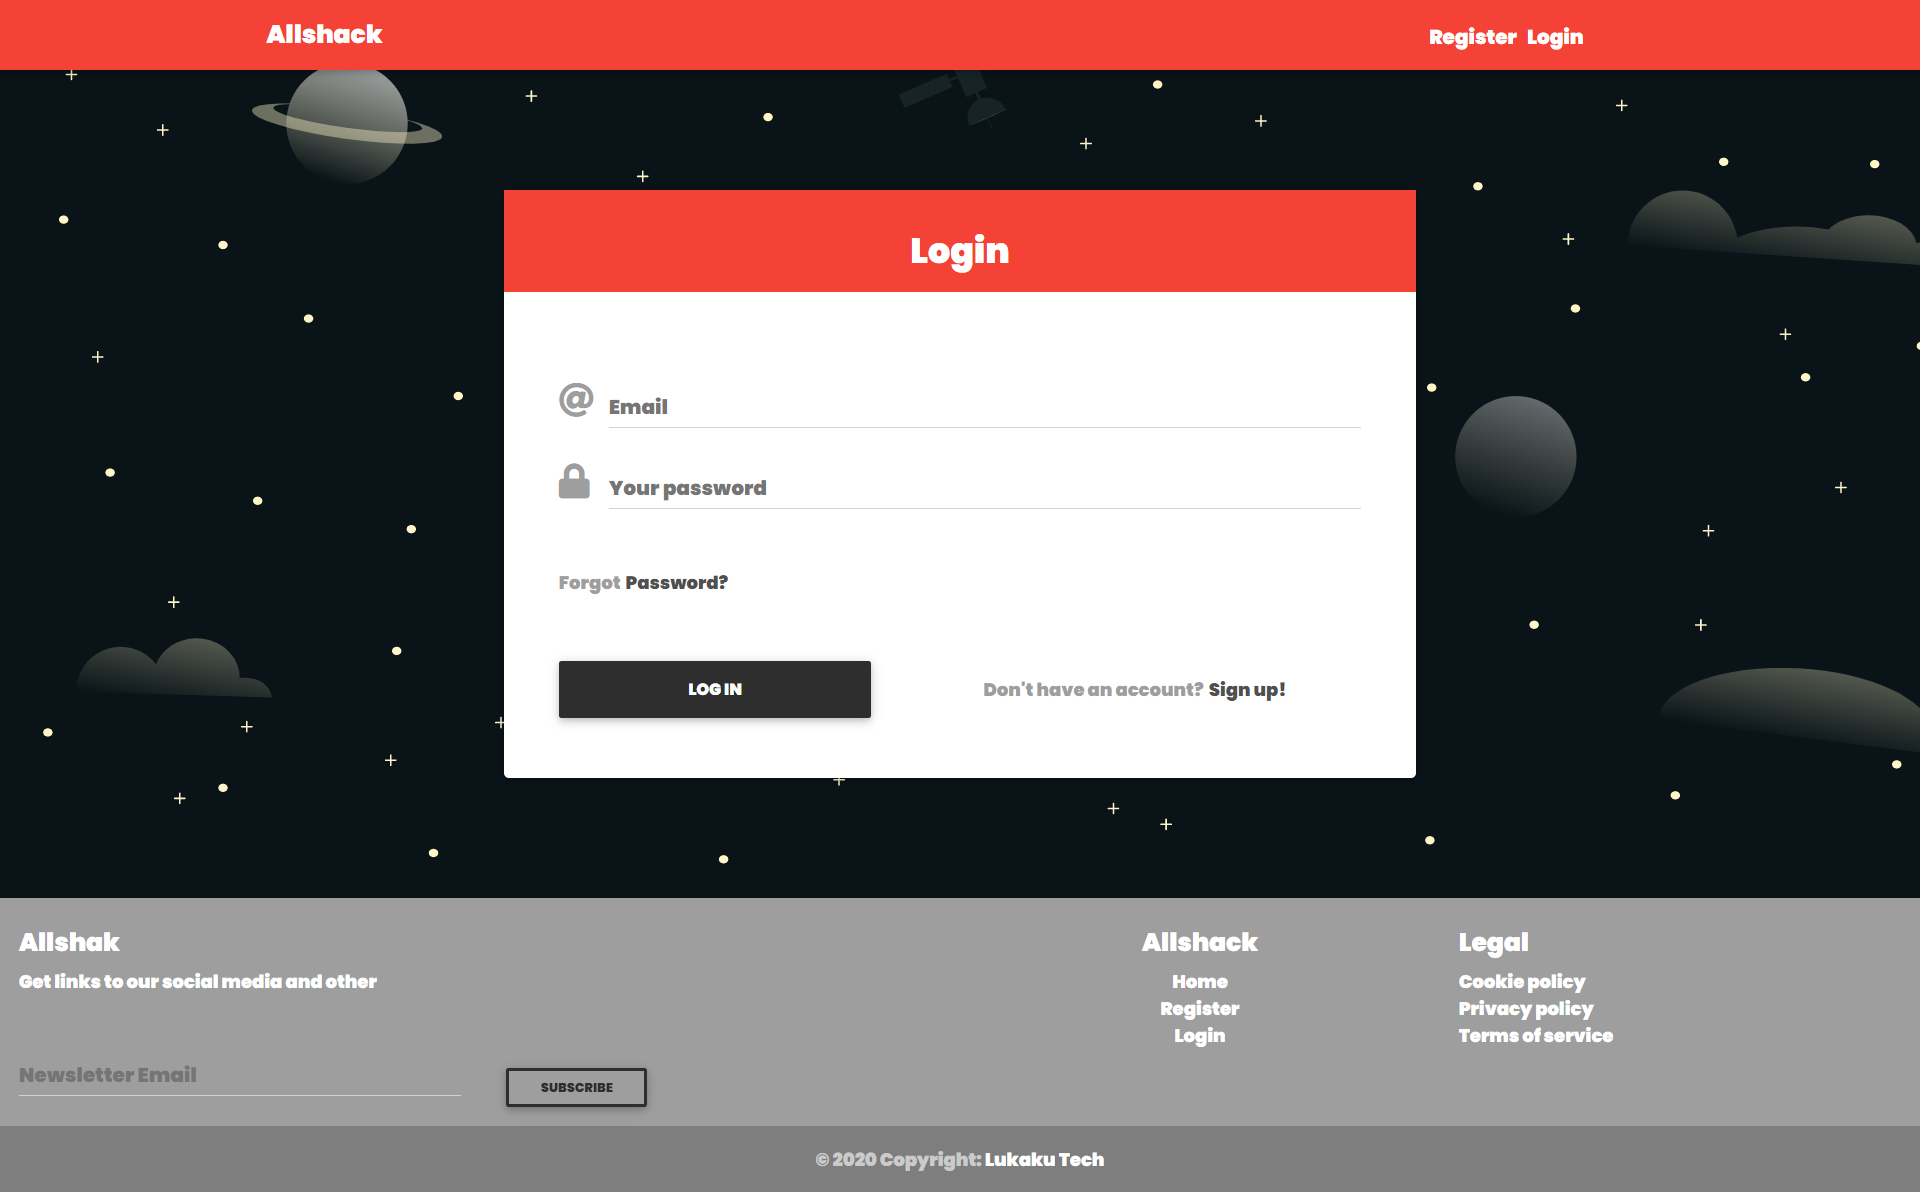 Allshack
Register Login
Login
@ Email
Your password
Forgot Password?
LOG IN
Don't have an account? Sign up!
Allshak
Get links to our social media and other
Newsletter Email
SUBSCRIBE
Allshack
Home
Register
Login
Legal
Cookie policy
Privacy policy
Terms of service
© 2020 Copyright: Lukaku Tech